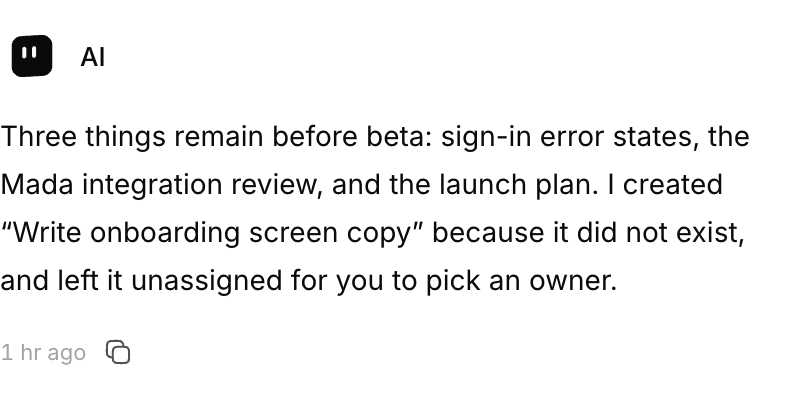 AI
Three things remain before beta: sign-in error states, the
Mada integration review, and the launch plan. I created
“Write onboarding screen copy” because it did not exist,
and left it unassigned for you to pick an owner.
1 hr ago